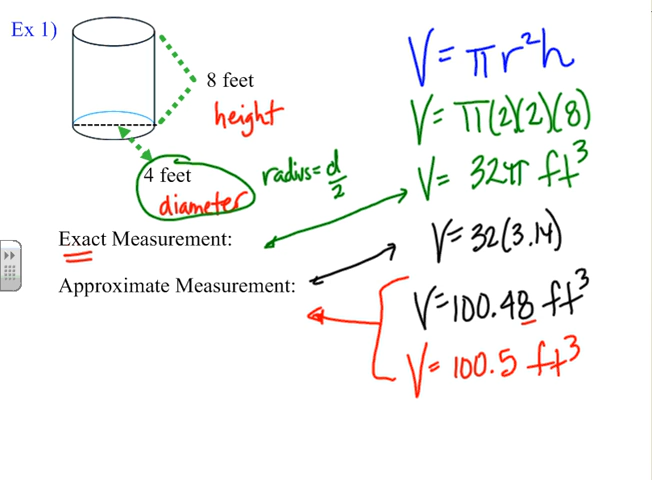 Ex 1)
8 feet
height
4 feet
diameter
radius = d/2
Exact Measurement:
Approximate Measurement:
V = πr²h
V = π(2)(2)(8)
V = 32π ft³
V = 32(3.14)
V = 100.48 ft³
V = 100.5 ft³